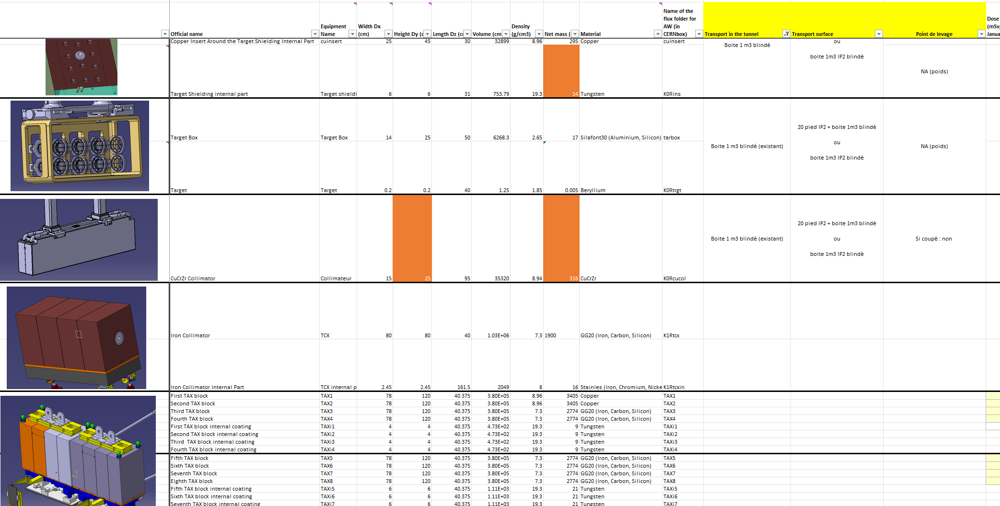 Official name	Equipment Name	Width Dx (cm)	Height Dy (c	Length Dz (c	Volume (cm	Density (g/cm3)	Net mass (	Material	Name of the flux folder for AW (in CERNbox)	Transport in the tunnel	Transport surface	Point de levage	Dose (mSv, Janua
Copper Insert Around the Target Shielding Internal Part	cuinsert	25	45	30	32899	8.96	295	Copper	cuinsert
Boite 1 m3 blindé	ou
boite 1m3 IP2 blindé
NA (poids)
Target Shielding internal part	Target shieldi	6	6	31	753.79	19.3	14	Tungsten	K0Rins
20 pied IP2 + boite 1m3 blindé
Target Box	Target Box	14	25	50	6268.3	2.65	17	Silafont30 (Aluminium, Silicon)	tarbox
ou
Boite 1 m3 blindé (existant)	NA (poids)
boite 1m3 IP2 blindé
Target	Target	0.2	0.2	40	1.25	1.85	0.005	Beryllium	K0Rtrgt
20 pied IP2 + boite 1m3 blindé
Boite 1 m3 blindé (existant)	ou	Si coupé : non
boite 1m3 IP2 blindé
CuCrZr Collimator	Collimateur	15	25	95	35320	8.94	316	CuCrZr	K0Rcucol
Iron Collimator	TCX	80	80	40	1.03E+06	7.3	1900	GG20 (Iron, Carbon, Silicon)	K1Rtcx
Iron Collimator Internal Part	TCX internal p	2.45	2.45	161.5	2049	8	16	Stainles (Iron, Chromium, Nicke	K1Rtcxin
First TAX block	TAX1	78	120	40.375	3.80E+05	8.96	3405	Copper	TAX1
Second TAX block	TAX2	78	120	40.375	3.80E+05	8.96	3405	Copper	TAX2
Third TAX block	TAX3	78	120	40.375	3.80E+05	7.3	2774	GG20 (Iron, Carbon, Silicon)	TAX3
Fourth TAX block	TAX4	78	120	40.375	3.80E+05	7.3	2774	GG20 (Iron, Carbon, Silicon)	TAX4
First TAX block internal coating	TAXi1	4	4	40.375	4.73E+02	19.3	9	Tungsten	TAXi1
Second TAX block internal coating	TAXi2	4	4	40.375	4.73E+02	19.3	9	Tungsten	TAXi2
Third  TAX block internal coating	TAXi3	4	4	40.375	4.73E+02	19.3	9	Tungsten	TAXi3
Fourth TAX block internal coating	TAXi4	4	4	40.375	4.73E+02	19.3	9	Tungsten	TAXi4
Fifth TAX block	TAX5	78	120	40.375	3.80E+05	7.3	2774	GG20 (Iron, Carbon, Silicon)	TAX5
Sixth TAX block	TAX6	78	120	40.375	3.80E+05	7.3	2774	GG20 (Iron, Carbon, Silicon)	TAX6
Seventh TAX block	TAX7	78	120	40.375	3.80E+05	7.3	2774	GG20 (Iron, Carbon, Silicon)	TAX7
Eighth TAX block	TAX8	78	120	40.375	3.80E+05	7.3	2774	GG20 (Iron, Carbon, Silicon)	TAX8
Fifth TAX block internal coating	TAXi5	6	6	40.375	1.11E+03	19.3	21	Tungsten	TAXi5
Sixth TAX block internal coating	TAXi6	6	6	40.375	1.11E+03	19.3	21	Tungsten	TAXi6
Seventh TAX block internal coating	TAXi7	6	6	40.375	1.11E+03	19.3	21	Tungsten	TAXi7